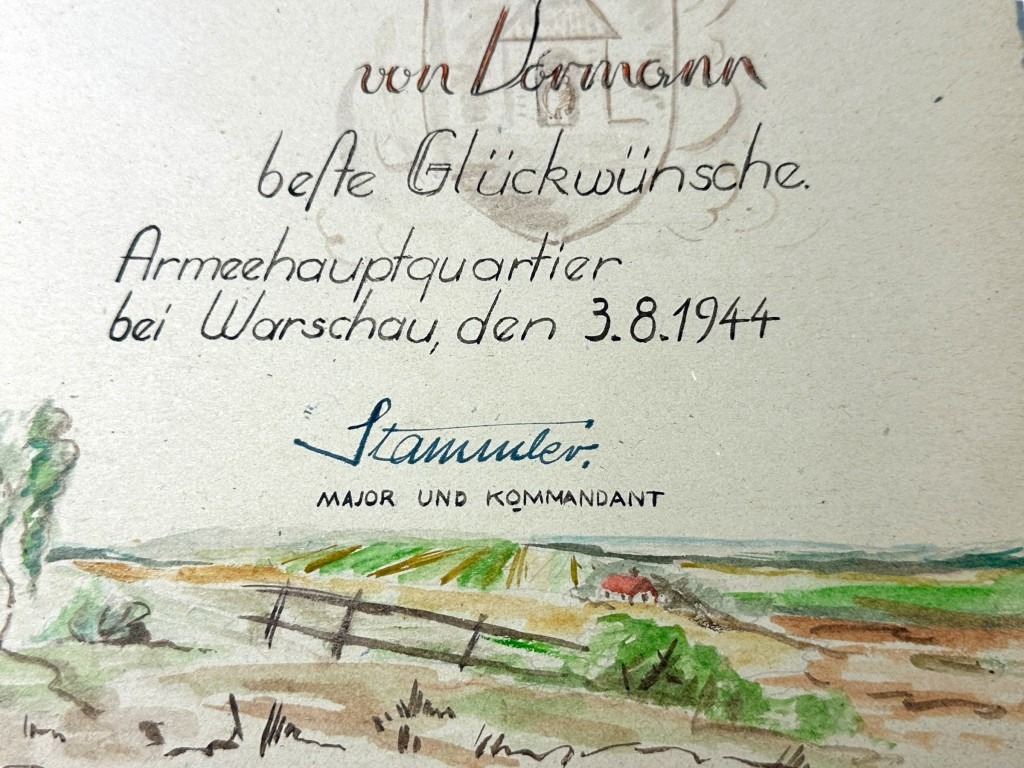 von Vormann
beſte Glückwünsche.
Armeehauptquartier
bei Warschau, den 3.8.1944
Stammler.
MAJOR UND KOMMANDANT